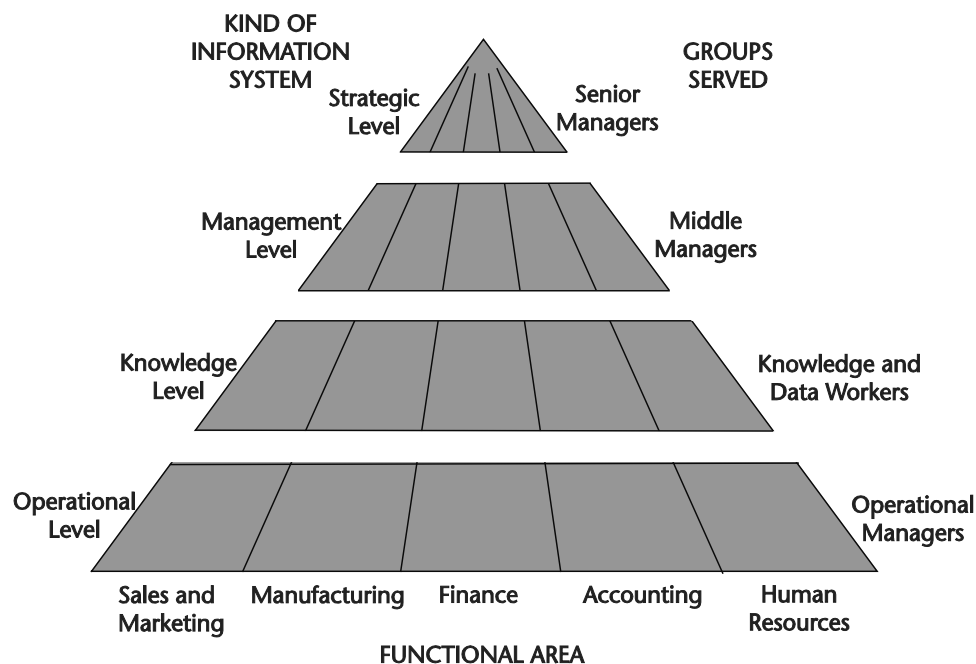 KIND OF
INFORMATION
SYSTEM
GROUPS
SERVED
Strategic
Level
Senior
Managers
Management
Level
Middle
Managers
Knowledge
Level
Knowledge and
Data Workers
Operational
Level
Operational
Managers
Sales and
Marketing
Manufacturing
Finance
Accounting
Human
Resources
FUNCTIONAL AREA